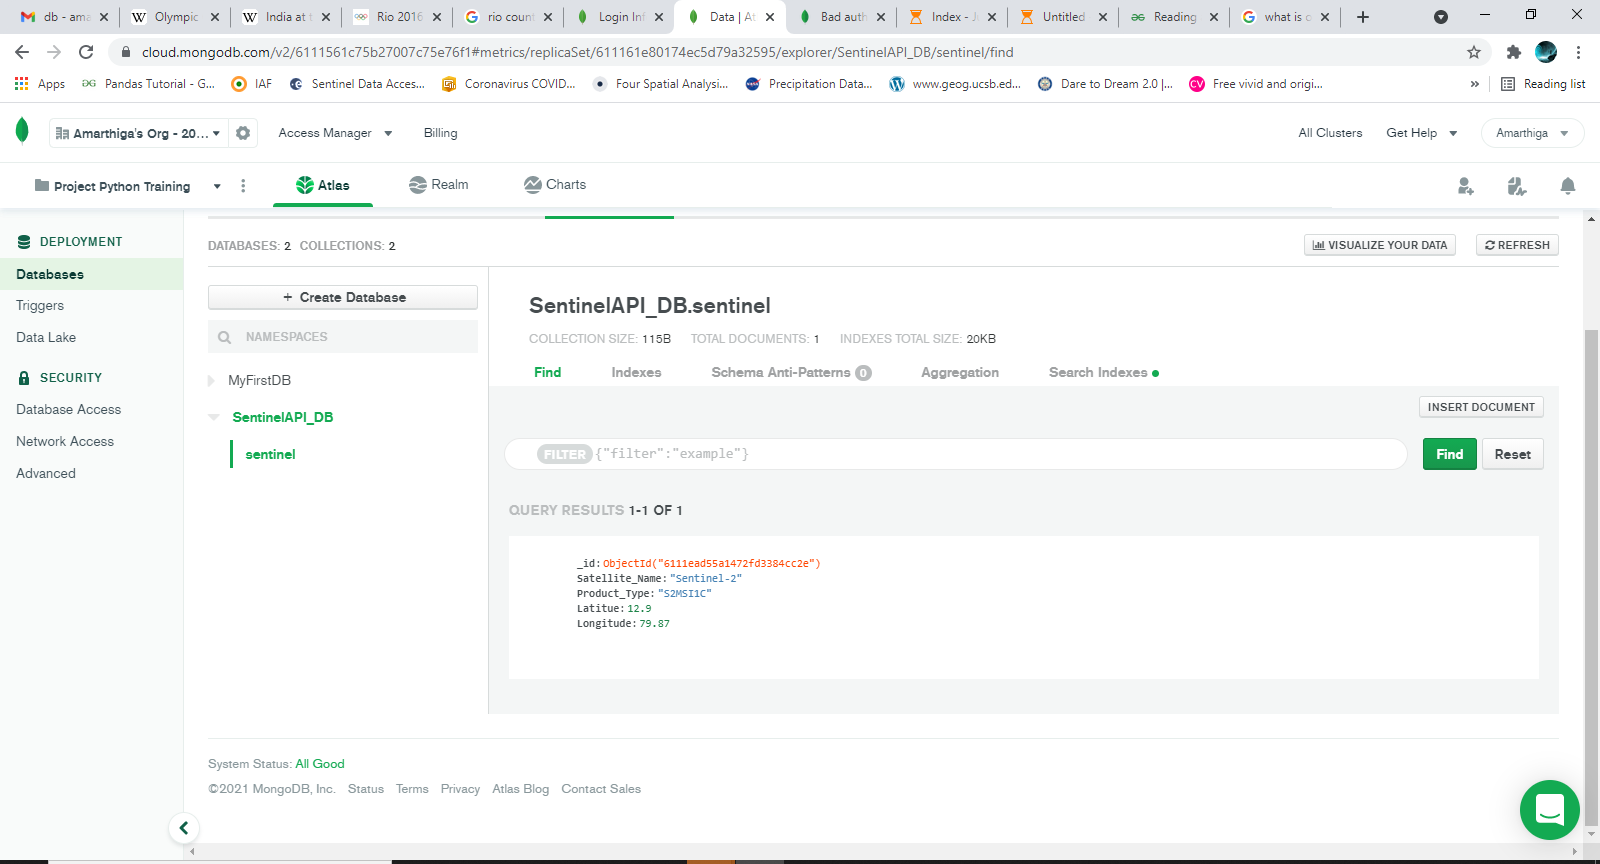 db - ama
Olympic
India at t
Rio 2016
rio count
Login Inf
Data | At
Bad auth
Index - J
Untitled
Reading
what is c
cloud.mongodb.com/v2/6111561c75b27007c75e76f1#metrics/replicaSet/611161e80174ec5d79a32595/explorer/SentinelAPI_DB/sentinel/find
Apps
Pandas Tutorial - G...
IAF
Sentinel Data Acces...
Coronavirus COVID...
Four Spatial Analysi...
Precipitation Data...
www.geog.ucsb.ed...
Dare to Dream 2.0 |...
CV Free vivid and origi...
»
Reading list
Amarthiga's Org - 20...
Access Manager
Billing
All Clusters
Get Help
Amarthiga
Project Python Training
Atlas
Realm
Charts
DEPLOYMENT
Databases
Triggers
Data Lake
SECURITY
Database Access
Network Access
Advanced
DATABASES: 2 COLLECTIONS: 2
VISUALIZE YOUR DATA
REFRESH
+ Create Database
NAMESPACES
MyFirstDB
SentinelAPI_DB
sentinel
SentinelAPI_DB.sentinel
COLLECTION SIZE: 115B TOTAL DOCUMENTS: 1 INDEXES TOTAL SIZE: 20KB
Find
Indexes
Schema Anti-Patterns 0
Aggregation
Search Indexes
INSERT DOCUMENT
FILTER {"filter":"example"}
Find
Reset
QUERY RESULTS 1-1 OF 1
_id: ObjectId("6111ead55a1472fd3384cc2e")
Satellite_Name: "Sentinel-2"
Product_Type: "S2MSI1C"
Latitue: 12.9
Longitude: 79.87
System Status: All Good
©2021 MongoDB, Inc. Status Terms Privacy Atlas Blog Contact Sales